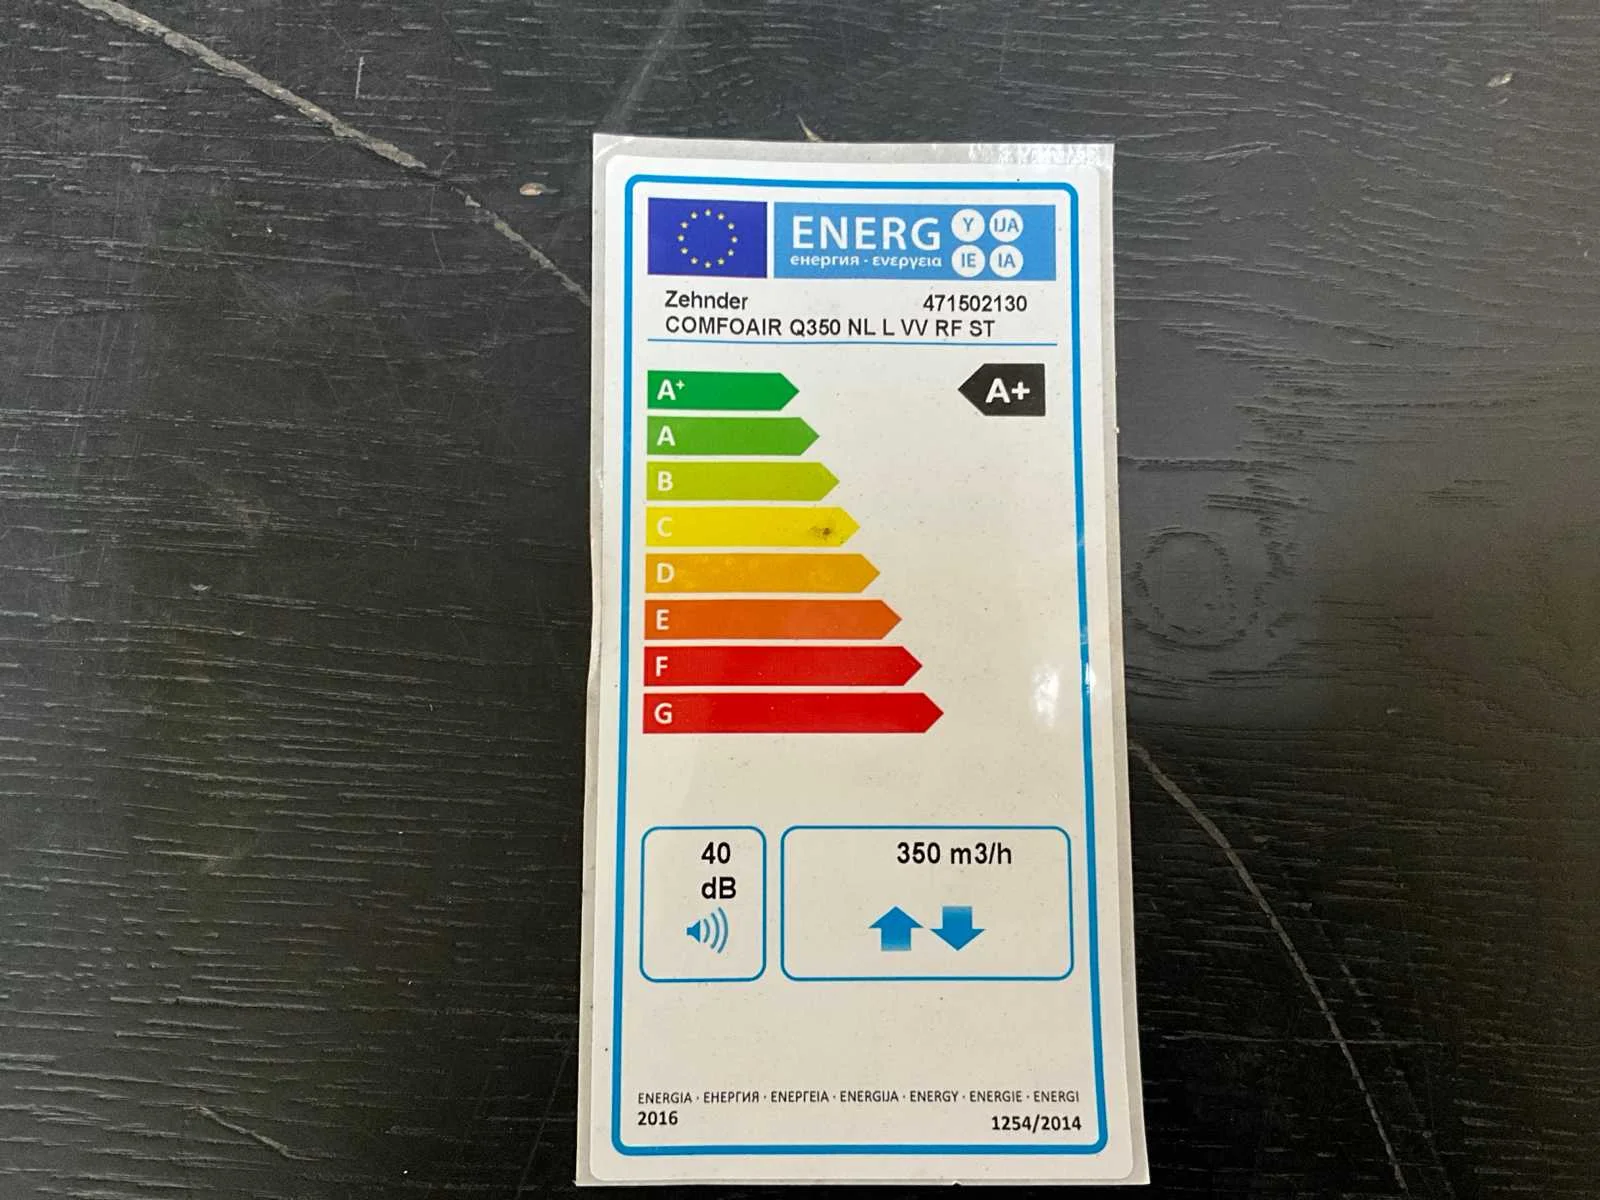 ENERG Y IJA
енергия · ενεργεια IE IA
Zehnder 471502130
COMFOAIR Q350 NL L VV RF ST
A+ A+
A
B
C
D
E
F
G
40 350 m3/h
dB
ENERGIA · ЕНЕРГИЯ · ΕΝΕΡΓΕΙΑ · ENERGIJA · ENERGY · ENERGIE · ENERGI
2016 1254/2014